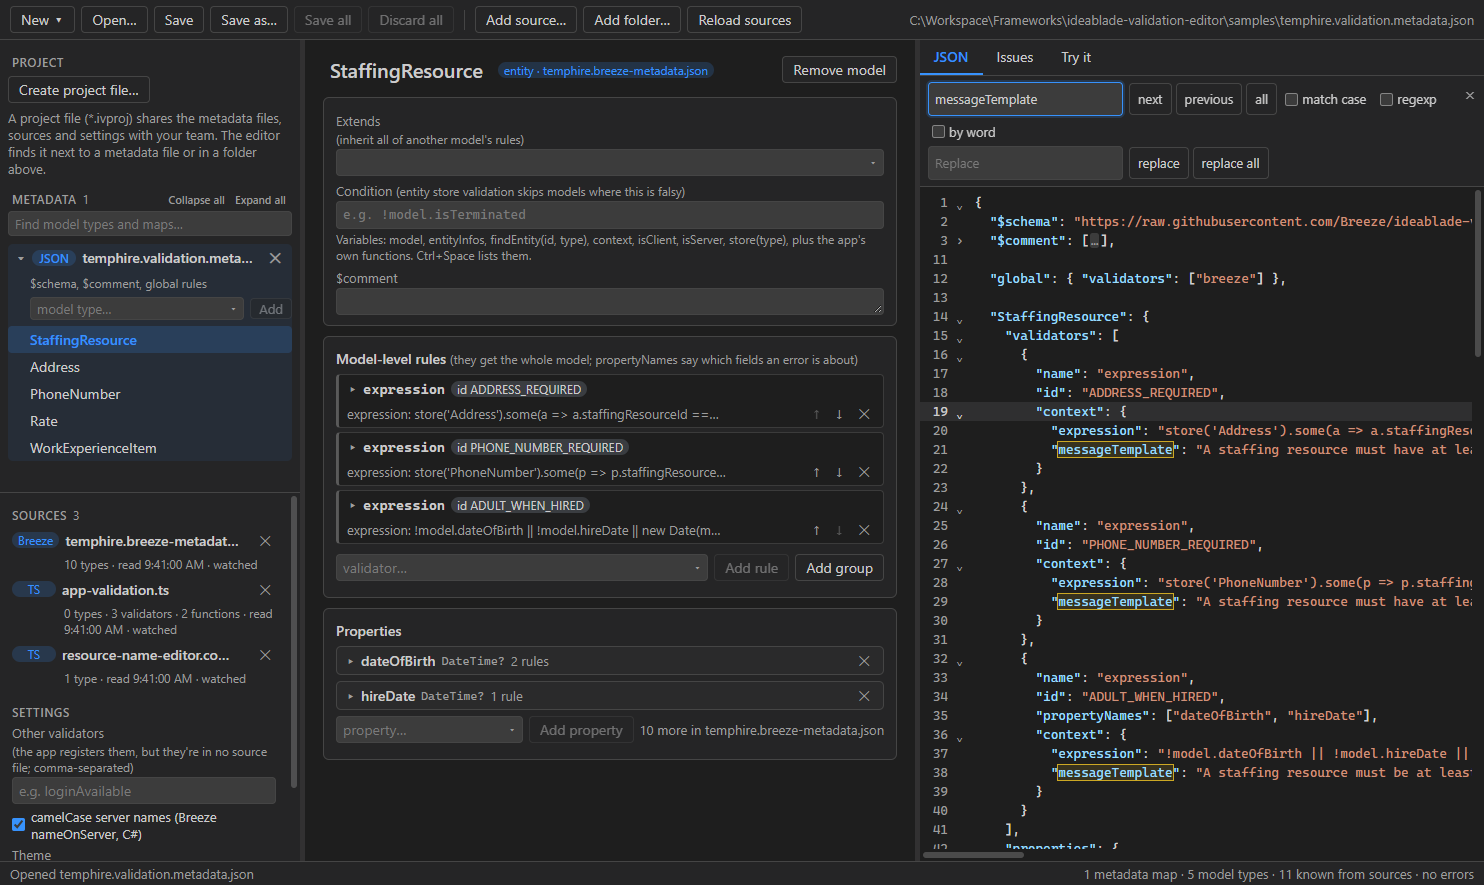 New ▾ Open... Save Save as... Save all Discard all Add source... Add folder... Reload sources C:\Workspace\Frameworks\ideablade-validation-editor\samples\temphire.validation.metadata.json
PROJECT
Create project file...
A project file (*.ivproj) shares the metadata files,
sources and settings with your team. The editor
finds it next to a metadata file or in a folder
above.
METADATA 1 Collapse all Expand all
Find model types and maps...
JSON temphire.validation.meta...
$schema, $comment, global rules
model type... Add
StaffingResource
Address
PhoneNumber
Rate
WorkExperienceItem
SOURCES 3
Breeze temphire.breeze-metadat...
10 types · read 9:41:00 AM · watched
TS app-validation.ts
0 types · 3 validators · 2 functions · read
9:41:00 AM · watched
TS resource-name-editor.co...
1 type · read 9:41:00 AM · watched
SETTINGS
Other validators
(the app registers them, but they're in no source
file; comma-separated)
e.g. loginAvailable
camelCase server names (Breeze
nameOnServer, C#)
Theme
StaffingResource entity · temphire.breeze-metadata.json Remove model
Extends
(inherit all of another model's rules)
Condition (entity store validation skips models where this is falsy)
e.g. !model.isTerminated
Variables: model, entityInfos, findEntity(id, type), context, isClient, isServer, store(type), plus the app's
own functions. Ctrl+Space lists them.
$comment
Model-level rules (they get the whole model; propertyNames say which fields an error is about)
expression id ADDRESS_REQUIRED
expression: store('Address').some(a => a.staffingResourceId ==... ↑ ↓
expression id PHONE_NUMBER_REQUIRED
expression: store('PhoneNumber').some(p => p.staffingResource... ↑ ↓
expression id ADULT_WHEN_HIRED
expression: !model.dateOfBirth || !model.hireDate || new Date(m... ↑ ↓
validator... Add rule Add group
Properties
dateOfBirth DateTime? 2 rules
hireDate DateTime? 1 rule
property... Add property 10 more in temphire.breeze-metadata.json
JSON Issues Try it
messageTemplate next previous all match case regexp ×
by word
Replace replace replace all
1 {
2 "$schema": "https://raw.githubusercontent.com/Breeze/ideablade-
3 "$comment": […],
11
12 "global": { "validators": ["breeze"] },
13
14 "StaffingResource": {
15 "validators": [
16 {
17 "name": "expression",
18 "id": "ADDRESS_REQUIRED",
19 "context": {
20 "expression": "store('Address').some(a => a.staffingRes
21 "messageTemplate": "A staffing resource must have at lea
22 }
23 },
24 {
25 "name": "expression",
26 "id": "PHONE_NUMBER_REQUIRED",
27 "context": {
28 "expression": "store('PhoneNumber').some(p => p.staffing
29 "messageTemplate": "A staffing resource must have at lea
30 }
31 },
32 {
33 "name": "expression",
34 "id": "ADULT_WHEN_HIRED",
35 "propertyNames": ["dateOfBirth", "hireDate"],
36 "context": {
37 "expression": "!model.dateOfBirth || !model.hireDate ||
38 "messageTemplate": "A staffing resource must be at least
39 }
40 }
41 ],
42 "properties": {
Opened temphire.validation.metadata.json 1 metadata map · 5 model types · 11 known from sources · no errors